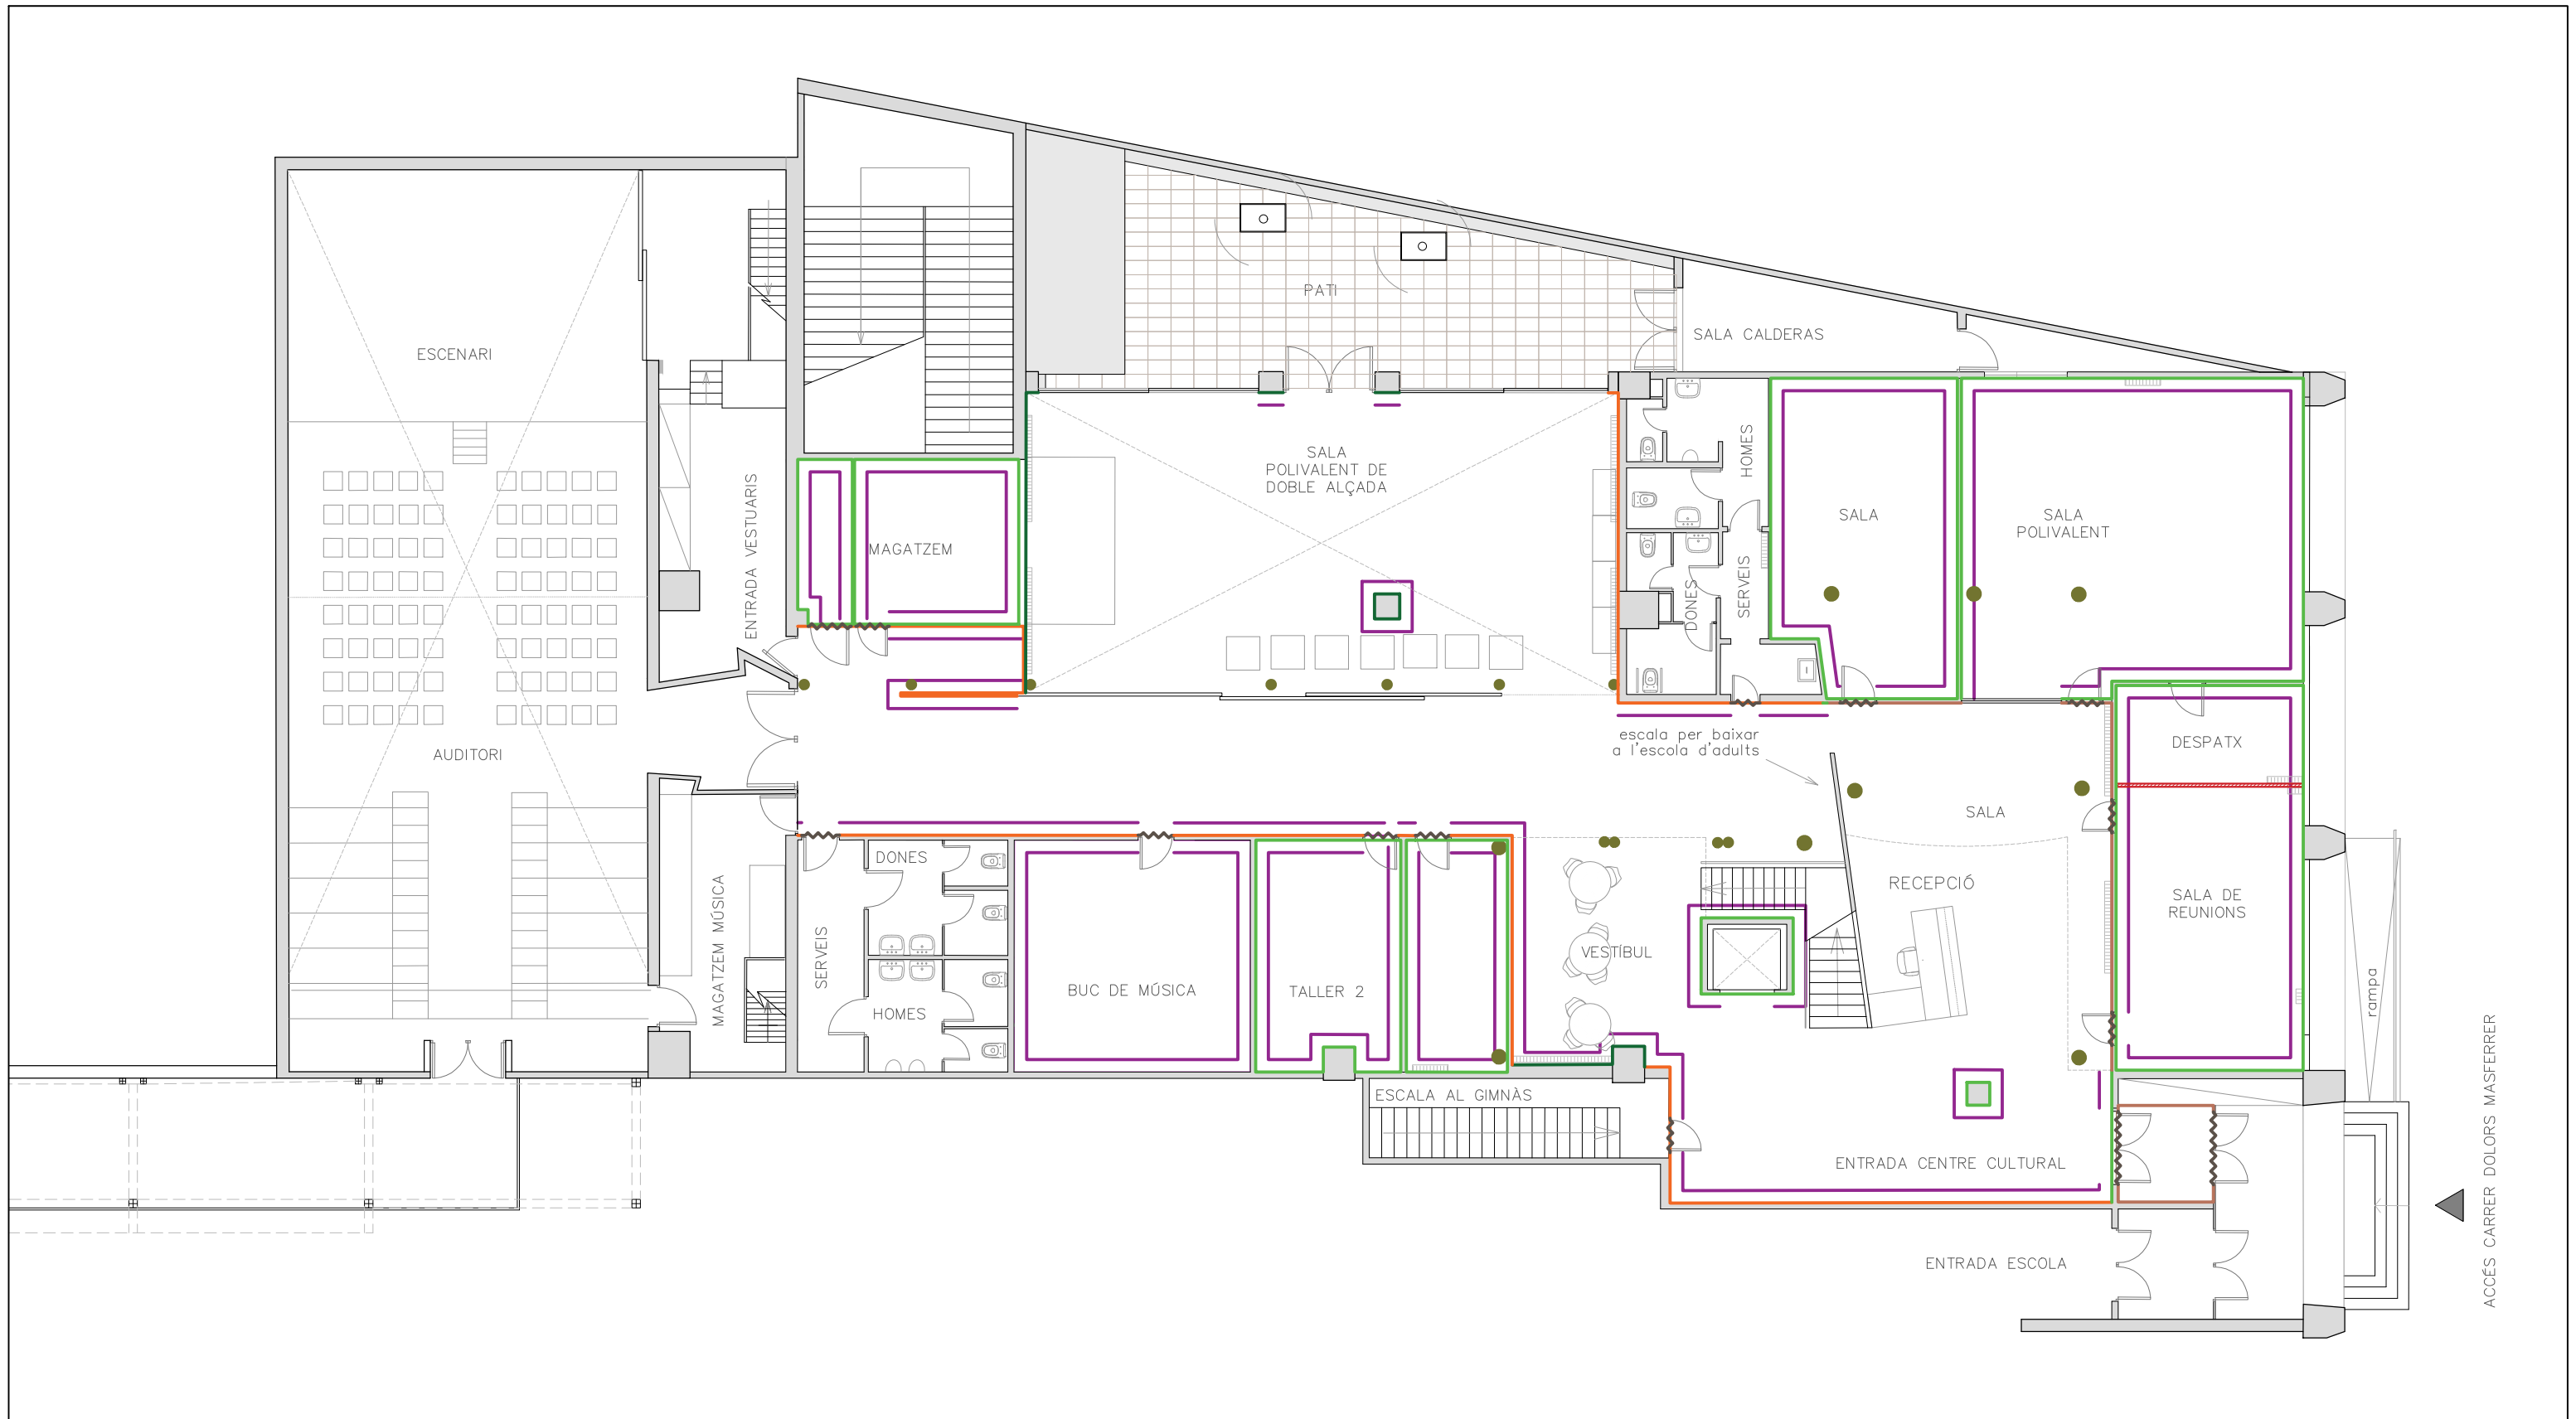 PATI
SALA CALDERAS
ESCENARI
SALA
POLIVALENT DE
DOBLE ALÇADA
HOMES
ENTRADA VESTUARIS
MAGATZEM
SALA
SALA
POLIVALENT
DONES
SERVEIS
escala per baixar
a l'escola d'adults
DESPATX
AUDITORI
SALA
DONES
RECEPCIÓ
SALA DE
REUNIONS
MAGATZEM MÚSICA
SERVEIS
BUC DE MÚSICA
TALLER 2
VESTÍBUL
HOMES
rampa
ESCALA AL GIMNÀS
ENTRADA CENTRE CULTURAL
ACCÉS CARRER DOLORS MASFERRER
ENTRADA ESCOLA